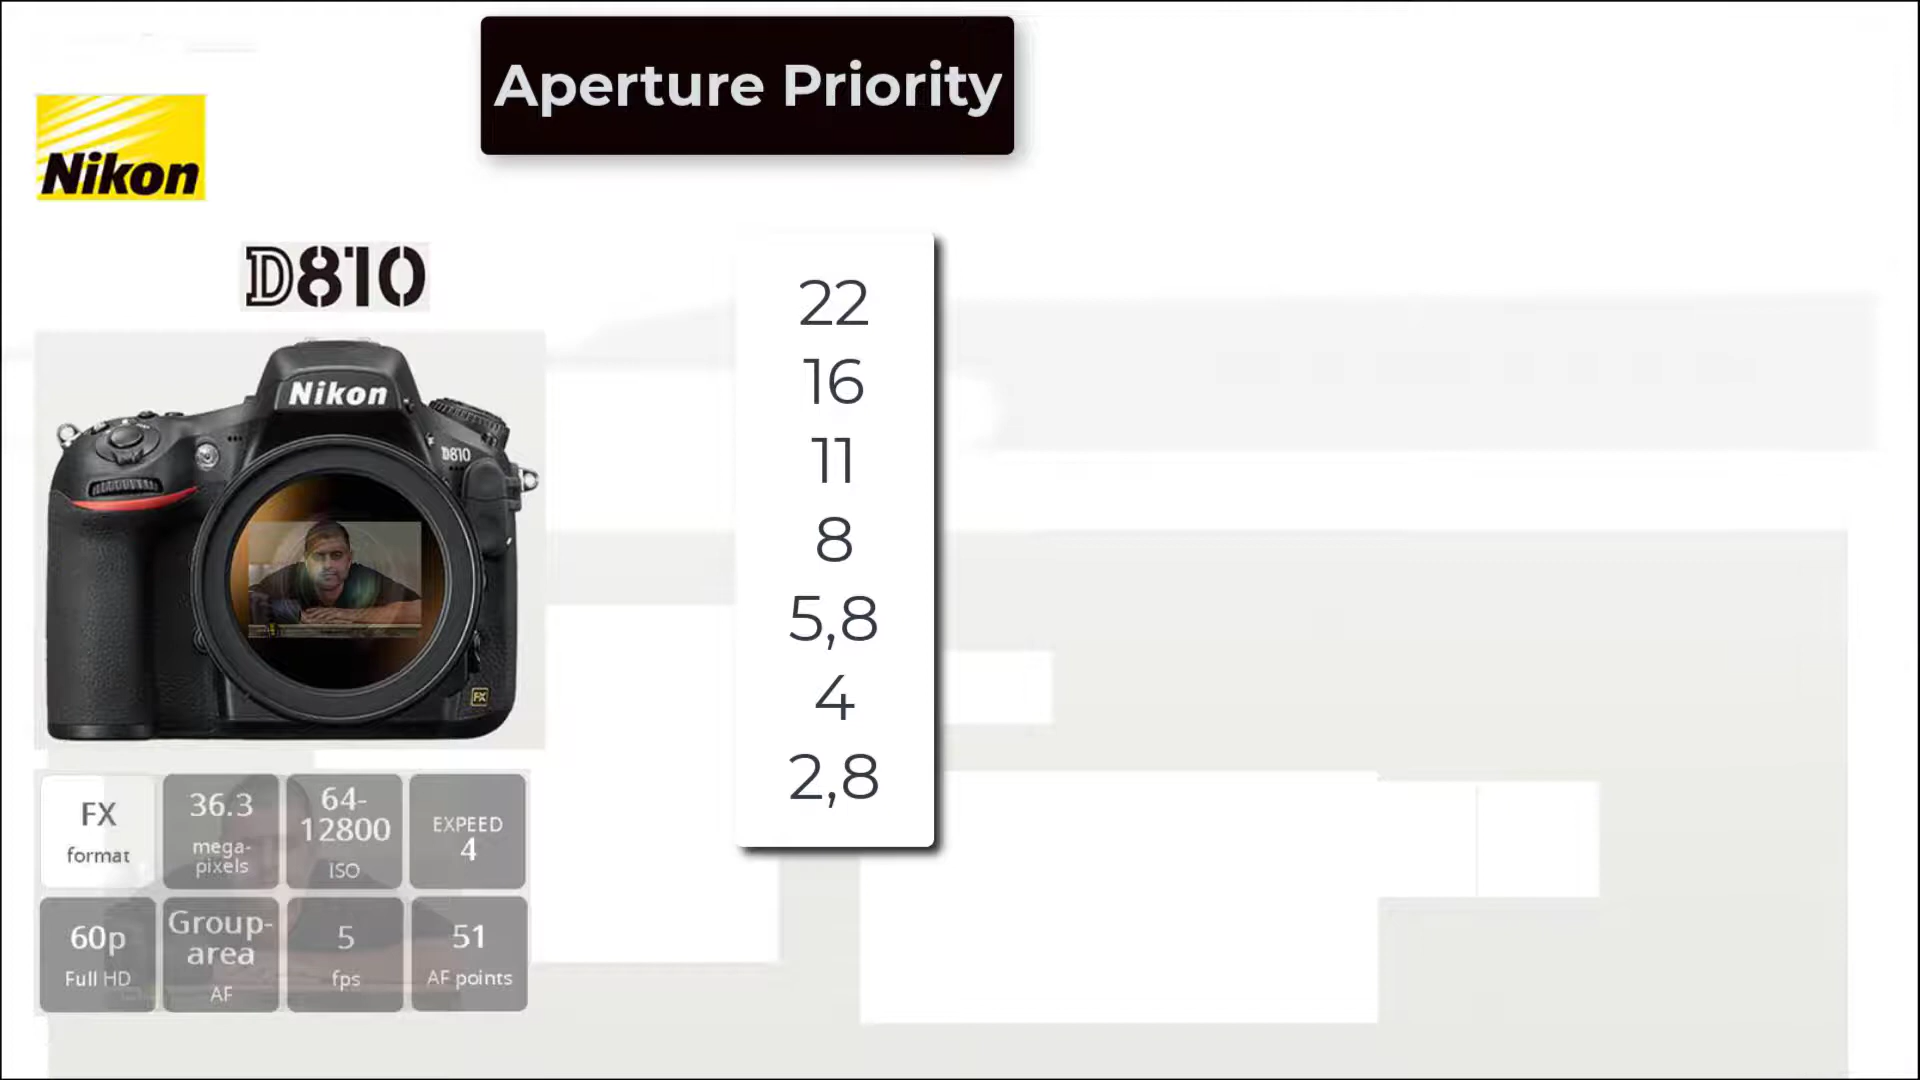 Aperture Priority
Nikon
D810
Nikon
D810
FX
22
16
11
8
5,8
4
2,8
FX
format
36.3
mega-
pixels
64-
12800
ISO
EXPEED
4
60p
Full HD
Group-
area
AF
5
fps
51
AF points